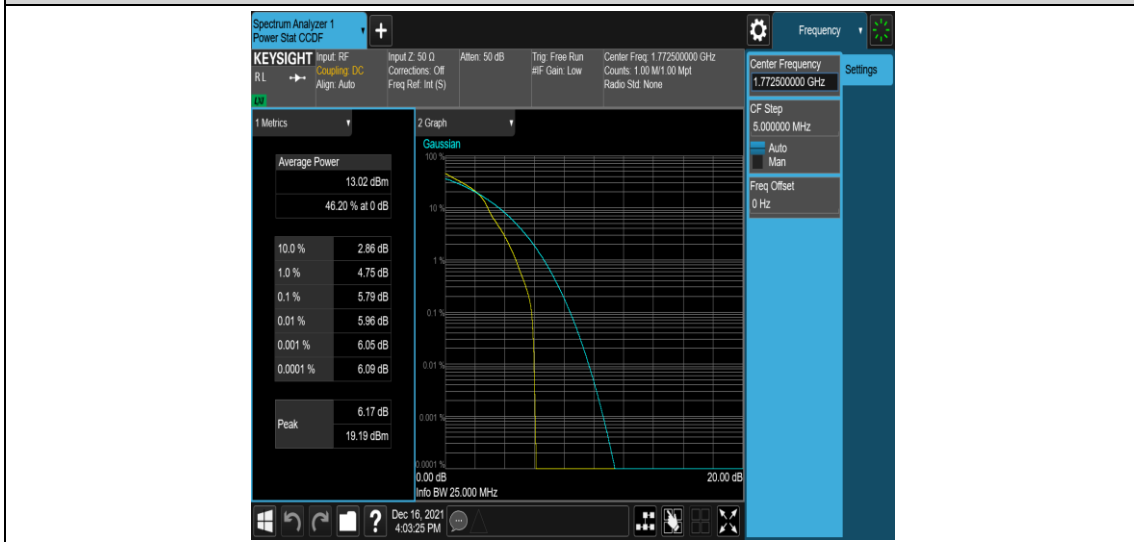 Spectrum Analyzer 1
Power Stat CCDF
Frequency
KEYSIGHT
RL
LXI
Input: RF
Coupling: DC
Align: Auto
Input Z: 50 Ω
Corrections: Off
Freq Ref: Int (S)
Atten: 50 dB
Trig: Free Run
#IF Gain: Low
Center Freq: 1.772500000 GHz
Counts: 1.00 M/1.00 Mpt
Radio Std: None
Center Frequency
1.772500000 GHz
Settings
CF Step
5.000000 MHz
Auto
Man
Freq Offset
0 Hz
1 Metrics
Average Power
13.02 dBm
46.20 % at 0 dB
10.0 % 2.86 dB
1.0 % 4.75 dB
0.1 % 5.79 dB
0.01 % 5.96 dB
0.001 % 6.05 dB
0.0001 % 6.09 dB
Peak
6.17 dB
19.19 dBm
2 Graph
Gaussian
100 %
10 %
1 %
0.1 %
0.01 %
0.001 %
0.0001 %
0.00 dB 20.00 dB
Info BW 25.000 MHz
?
Dec 16, 2021
4:03:25 PM